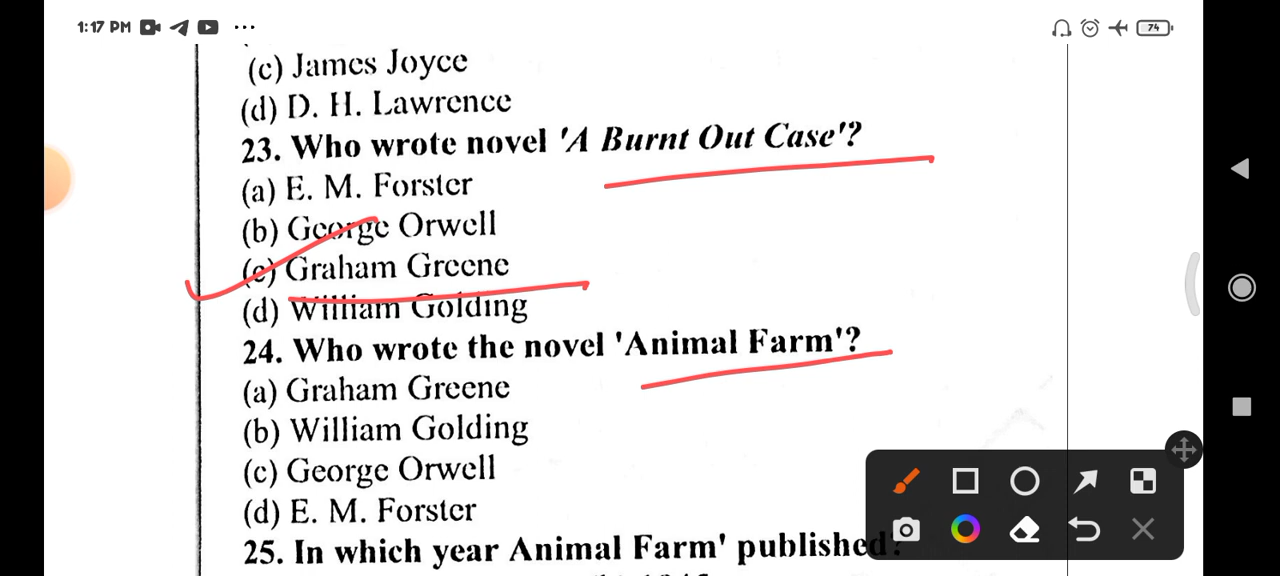 1:17 PM
74
(c) James Joyce
(d) D. H. Lawrence
23. Who wrote novel 'A Burnt Out Case'?
(a) E. M. Forster
(b) George Orwell
(c) Graham Greene
(d) William Golding
24. Who wrote the novel 'Animal Farm'?
(a) Graham Greene
(b) William Golding
(c) George Orwell
(d) E. M. Forster
25. In which year Animal Farm' published?